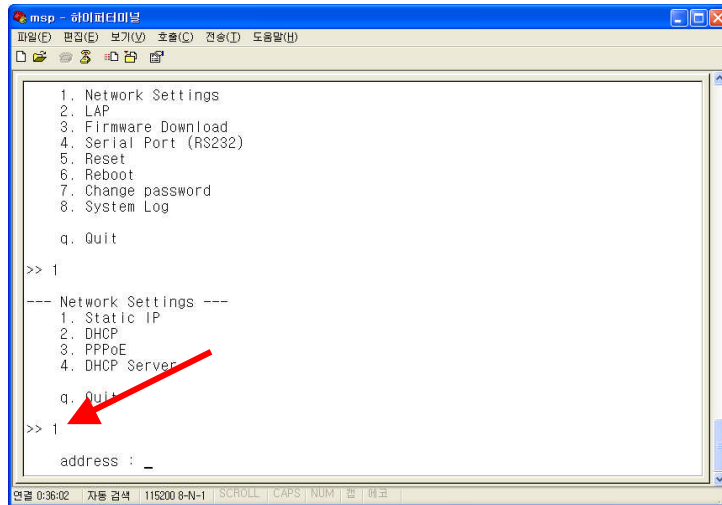 msp - 하이퍼터미널
파일(F) 편집(E) 보기(V) 호출(C) 전송(T) 도움말(H)
1. Network Settings
2. LAP
3. Firmware Download
4. Serial Port (RS232)
5. Reset
6. Reboot
7. Change password
8. System Log
q. Quit
>> 1
--- Network Settings ---
1. Static IP
2. DHCP
3. PPPoE
4. DHCP Server
q. Quit
>> 1
address : _
연결 0:36:02 자동 검색 115200 8-N-1 SCROLL CAPS NUM 캡 에코